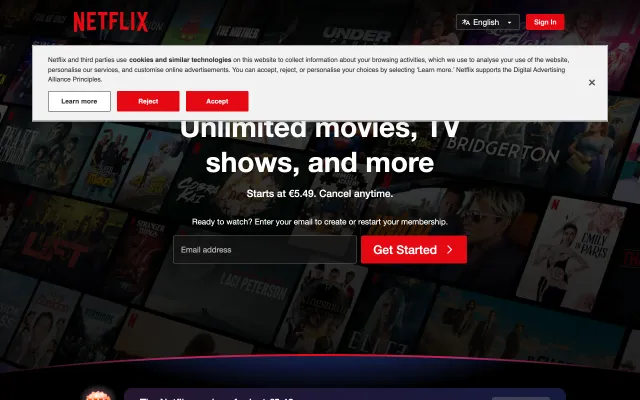 NETFLIX
English
Sign In
THE MOTHER
UNDER
Netflix and third parties use cookies and similar technologies on this website to collect information about your browsing activities, which we use to analyse your use of the website,
personalise our services, and customise online advertisements. You can accept, reject, or personalise your choices by selecting 'Learn more.' Netflix supports the Digital Advertising
Alliance Principles.
Learn more
Reject
Accept
Unlimited movies, TV
shows, and more
BRIDGERTON
COBRA KAI
Starts at €5.49. Cancel anytime.
Ready to watch? Enter your email to create or restart your membership.
Email address
Get Started
EMILY
IN
PARIS
LACI PETERSON